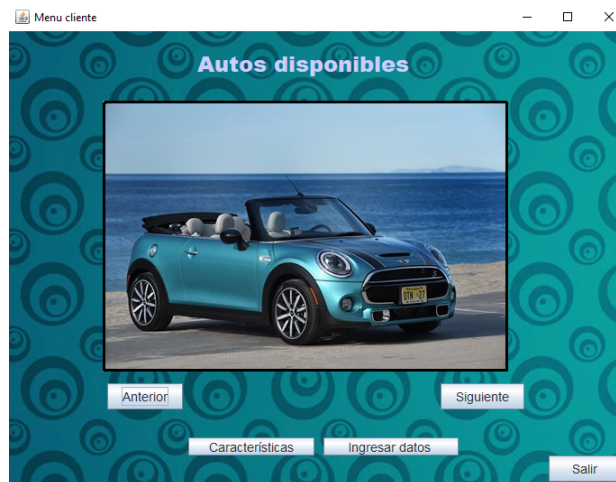 Menu cliente
Autos disponibles
Anterior
Siguiente
Características
Ingresar datos
Salir